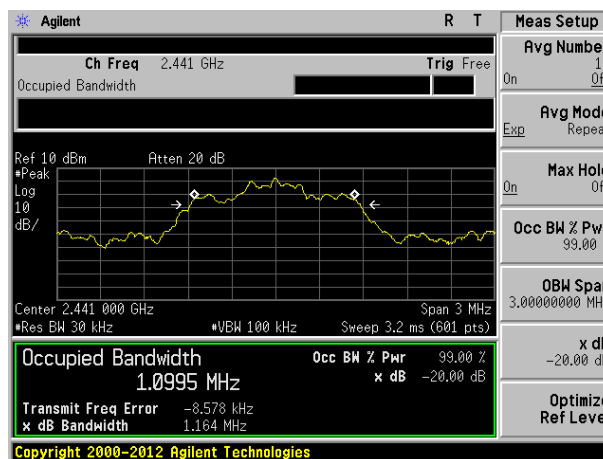 Agilent R T
Ch Freq 2.441 GHz Trig Free
Occupied Bandwidth
Ref 10 dBm Atten 20 dB
#Peak
Log
10
dB/
Center 2.441 000 GHz Span 3 MHz
#Res BW 30 kHz #VBW 100 kHz Sweep 3.2 ms (601 pts)
Occupied Bandwidth Occ BW % Pwr 99.00 %
1.0995 MHz x dB -20.00 dB
Transmit Freq Error -8.578 kHz
x dB Bandwidth 1.164 MHz
Copyright 2000-2012 Agilent Technologies
Meas Setup
Avg Numbe
1
On Of
Avg Mod
Exp Repea
Max Hol
On Of
Occ BW % Pw
99.00
OBW Spa
3.00000000 MH
x d
-20.00 d
Optimiz
Ref Leve